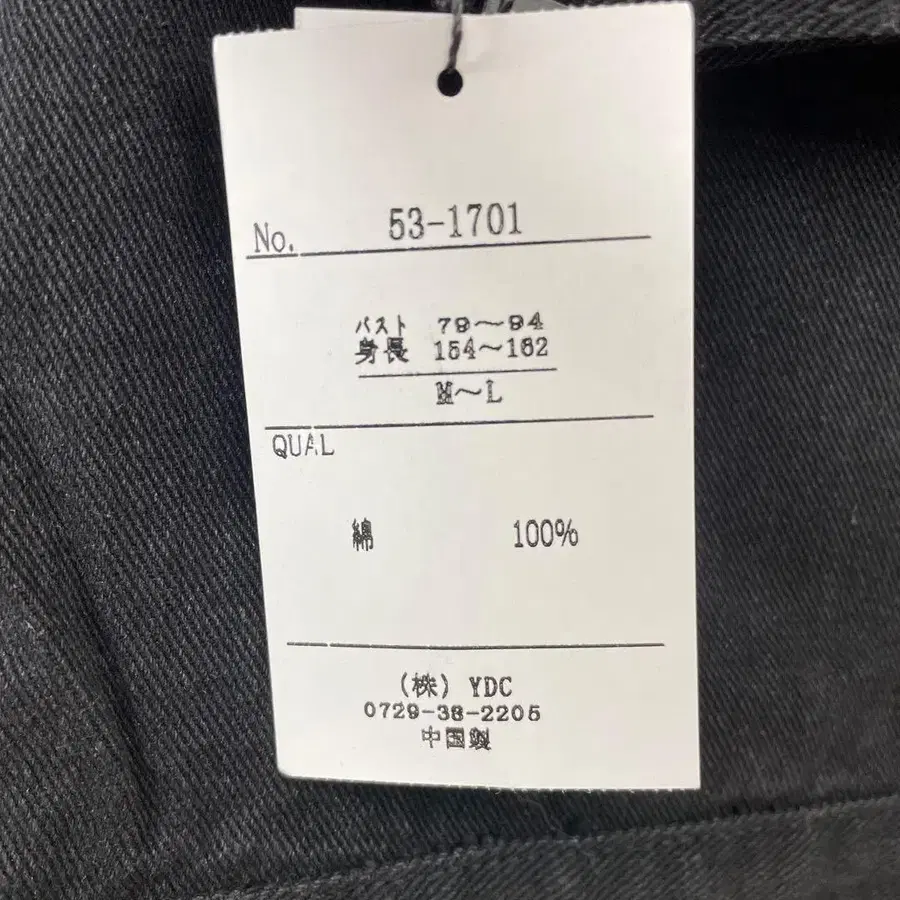 No. 53-1701
バスト 79〜94
身長 154〜162
M〜L
QUAL
綿 100%
(株) YDC
0729-38-2205
中国製